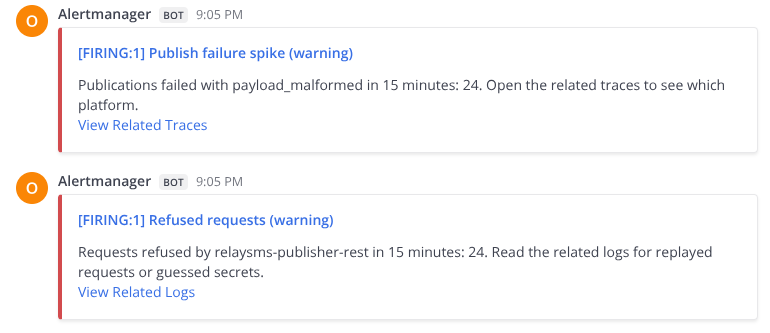 O Alertmanager BOT 9:05 PM
[FIRING:1] Publish failure spike (warning)
Publications failed with payload_malformed in 15 minutes: 24. Open the related traces to see which
platform.
View Related Traces
O Alertmanager BOT 9:05 PM
[FIRING:1] Refused requests (warning)
Requests refused by relaysms-publisher-rest in 15 minutes: 24. Read the related logs for replayed
requests or guessed secrets.
View Related Logs